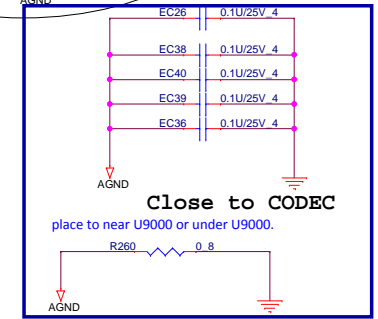 AGND
EC26 0.1U/25V_4
EC38 0.1U/25V_4
EC40 0.1U/25V_4
EC39 0.1U/25V_4
EC36 0.1U/25V_4
AGND
Close to CODEC
place to near U9000 or under U9000.
R260 0_8
AGND